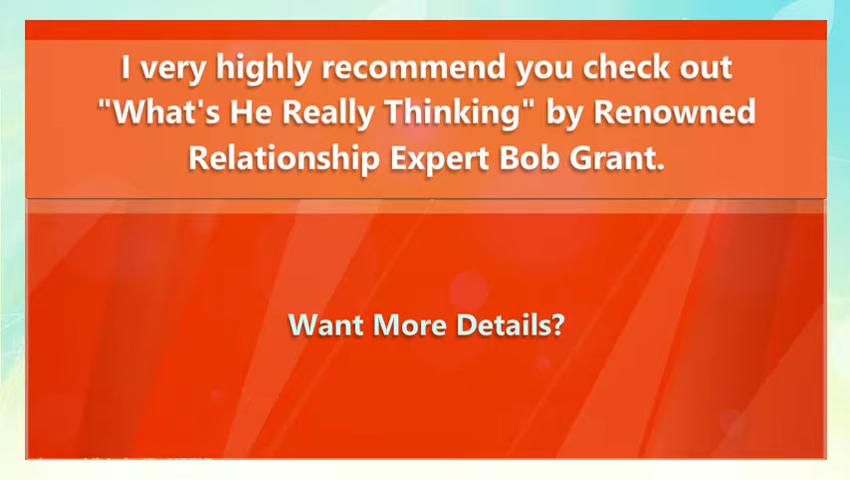 I very highly recommend you check out
"What's He Really Thinking" by Renowned
Relationship Expert Bob Grant.
Want More Details?